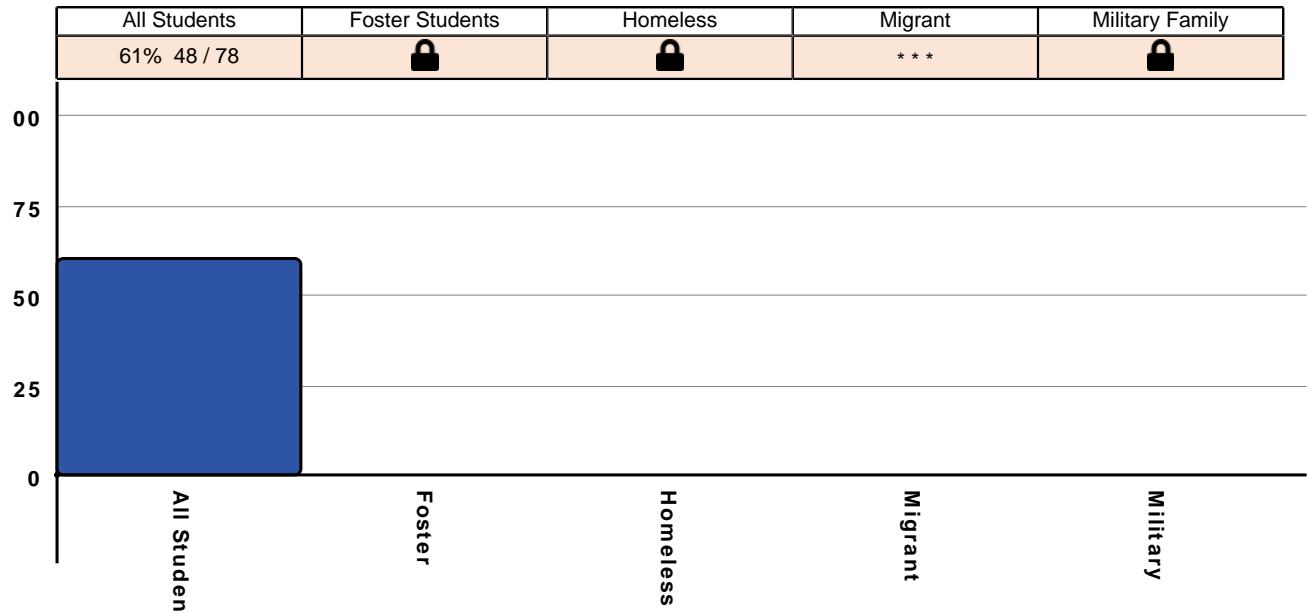 All Students Foster Students Homeless Migrant Military Family
61% 48 / 78 * * *
00
75
50
25
0
All Studen
Foster
Homeless
Migrant
Military